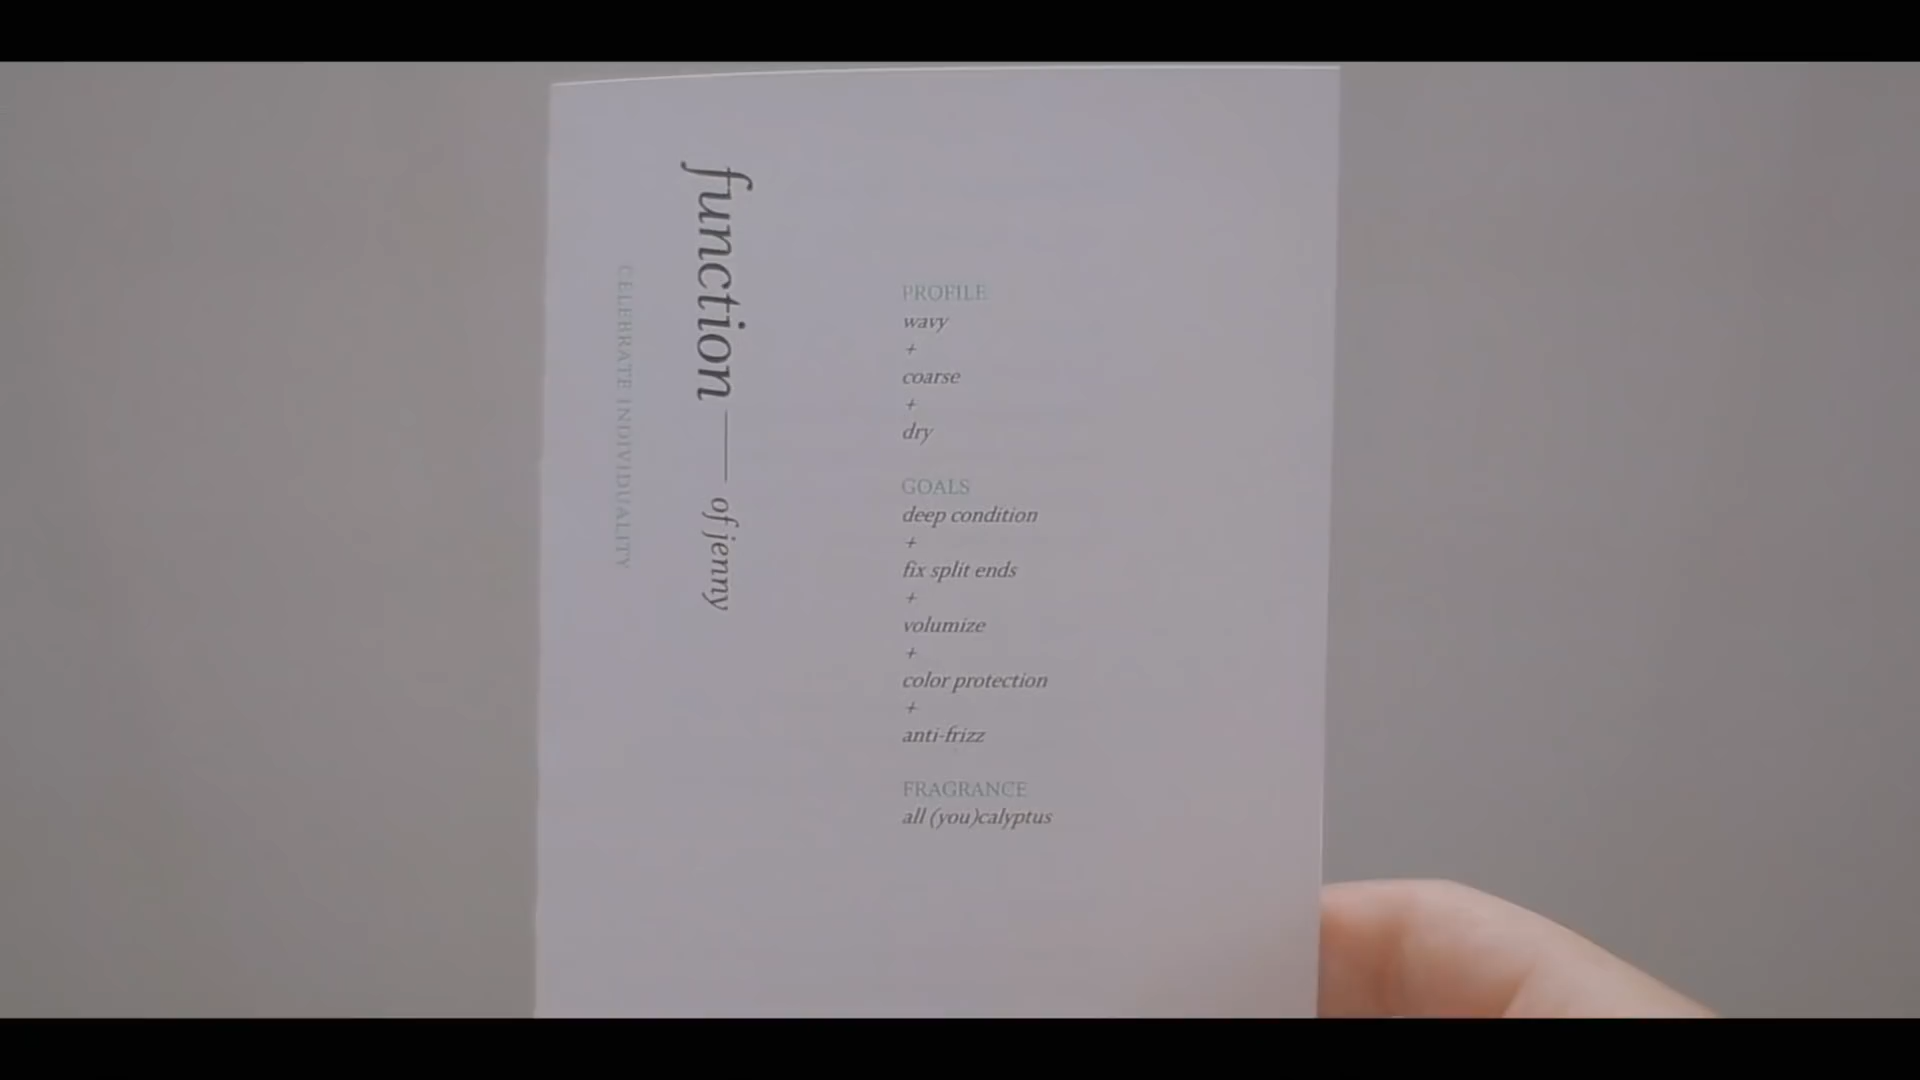 function — of jenny
CELEBRATE INDIVIDUALITY
PROFILE
wavy
+
coarse
+
dry
GOALS
deep condition
+
fix split ends
+
volumize
+
color protection
+
anti-frizz
FRAGRANCE
all (you)calyptus